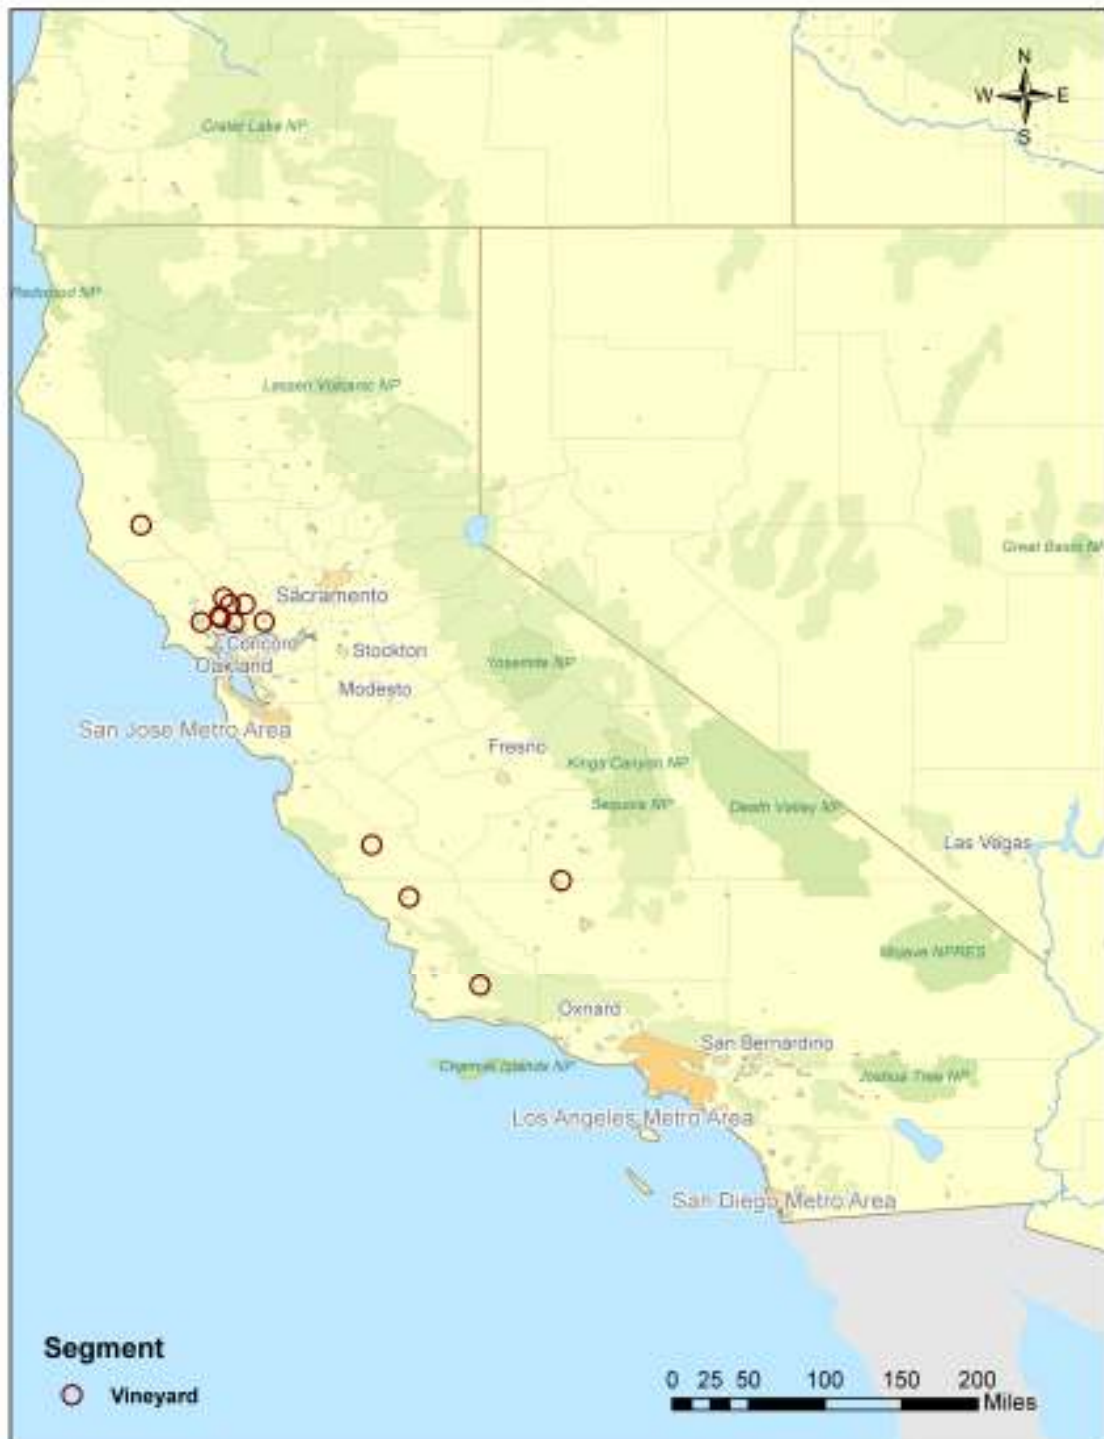 N
W E
S
Crater Lake NP
Redwood NP
Lassen Volcanic NP
Great Basin NP
Sacramento
Concord
Stockton
Oakland
Yosemite NP
Modesto
San Jose Metro Area
Fresno
Kings Canyon NP
Sequoia NP
Death Valley NP
Las Vegas
Mojave NPRES
Oxnard
San Bernardino
Channel Islands NP
Joshua Tree NP
Los Angeles Metro Area
San Diego Metro Area
Segment
Vineyard
0 25 50 100 150 200
Miles